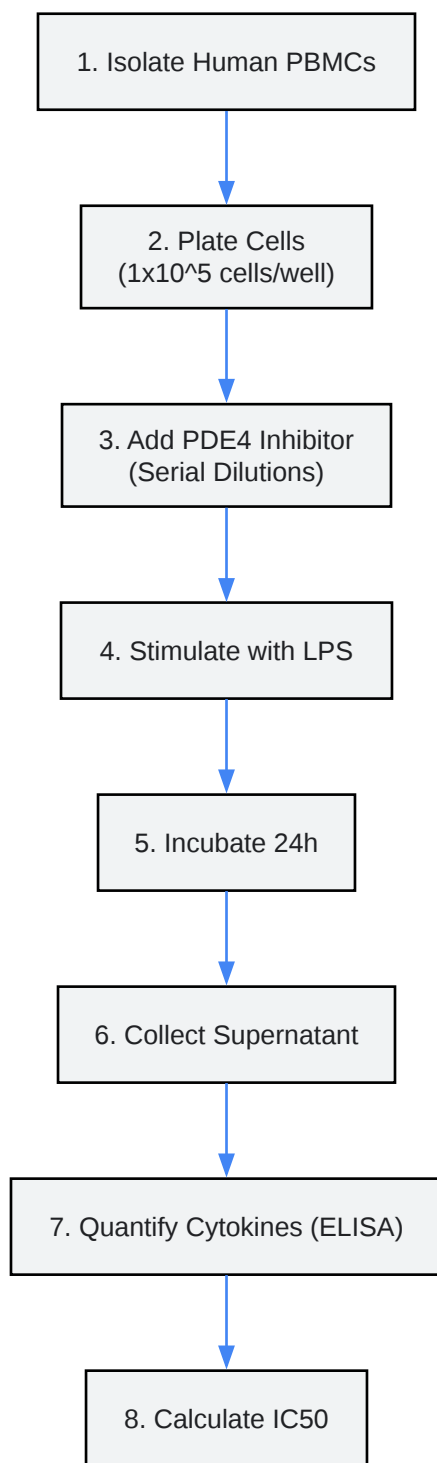 1. Isolate Human PBMCs
2. Plate Cells
(1x10^5 cells/well)
3. Add PDE4 Inhibitor
(Serial Dilutions)
4. Stimulate with LPS
5. Incubate 24h
6. Collect Supernatant
7. Quantify Cytokines (ELISA)
8. Calculate IC50